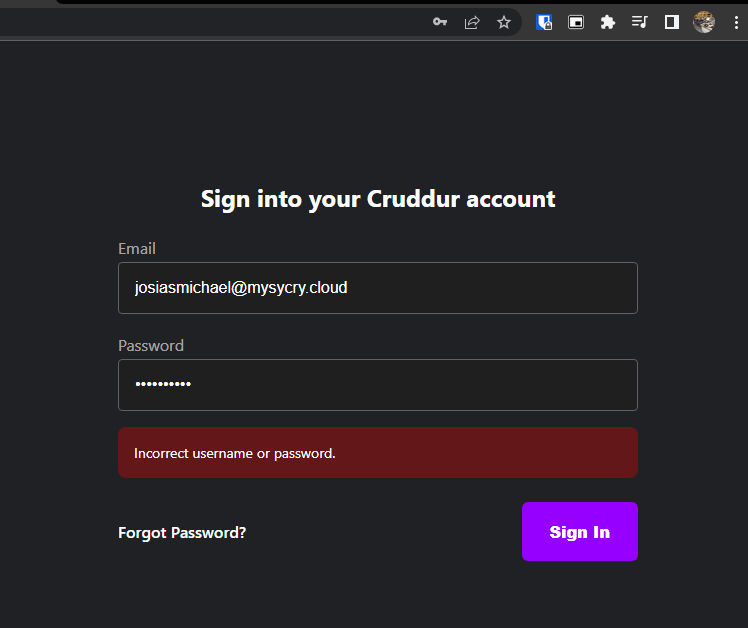 Sign into your Cruddur account
Email
josiasmichael@mysycry.cloud
Password
••••••••••
Incorrect username or password.
Forgot Password?
Sign In